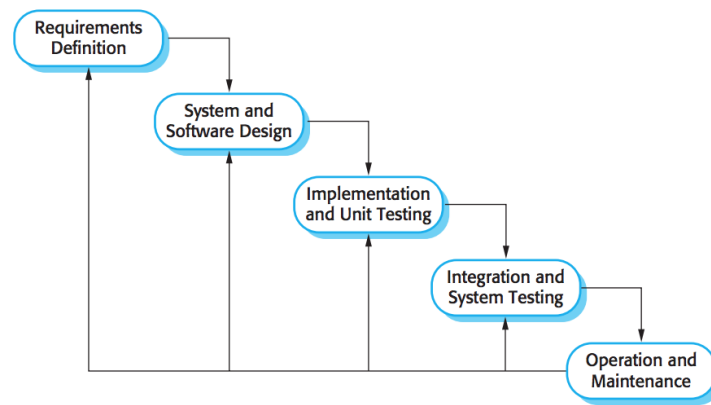 Requirements
Definition
System and
Software Design
Implementation
and Unit Testing
Integration and
System Testing
Operation and
Maintenance